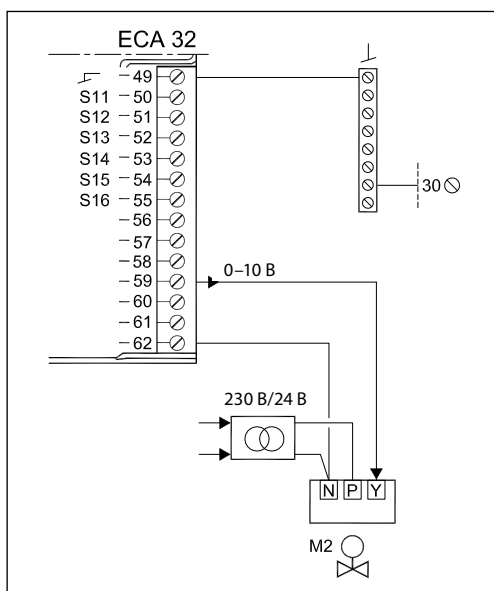 ECA 32
49
S11 – 50
S12 – 51
S13 – 52
S14 – 53
S15 – 54
S16 – 55
– 56
– 57
– 58
– 59
– 60
– 61
– 62
30
0–10 В
230 В/24 В
N P Y
M2